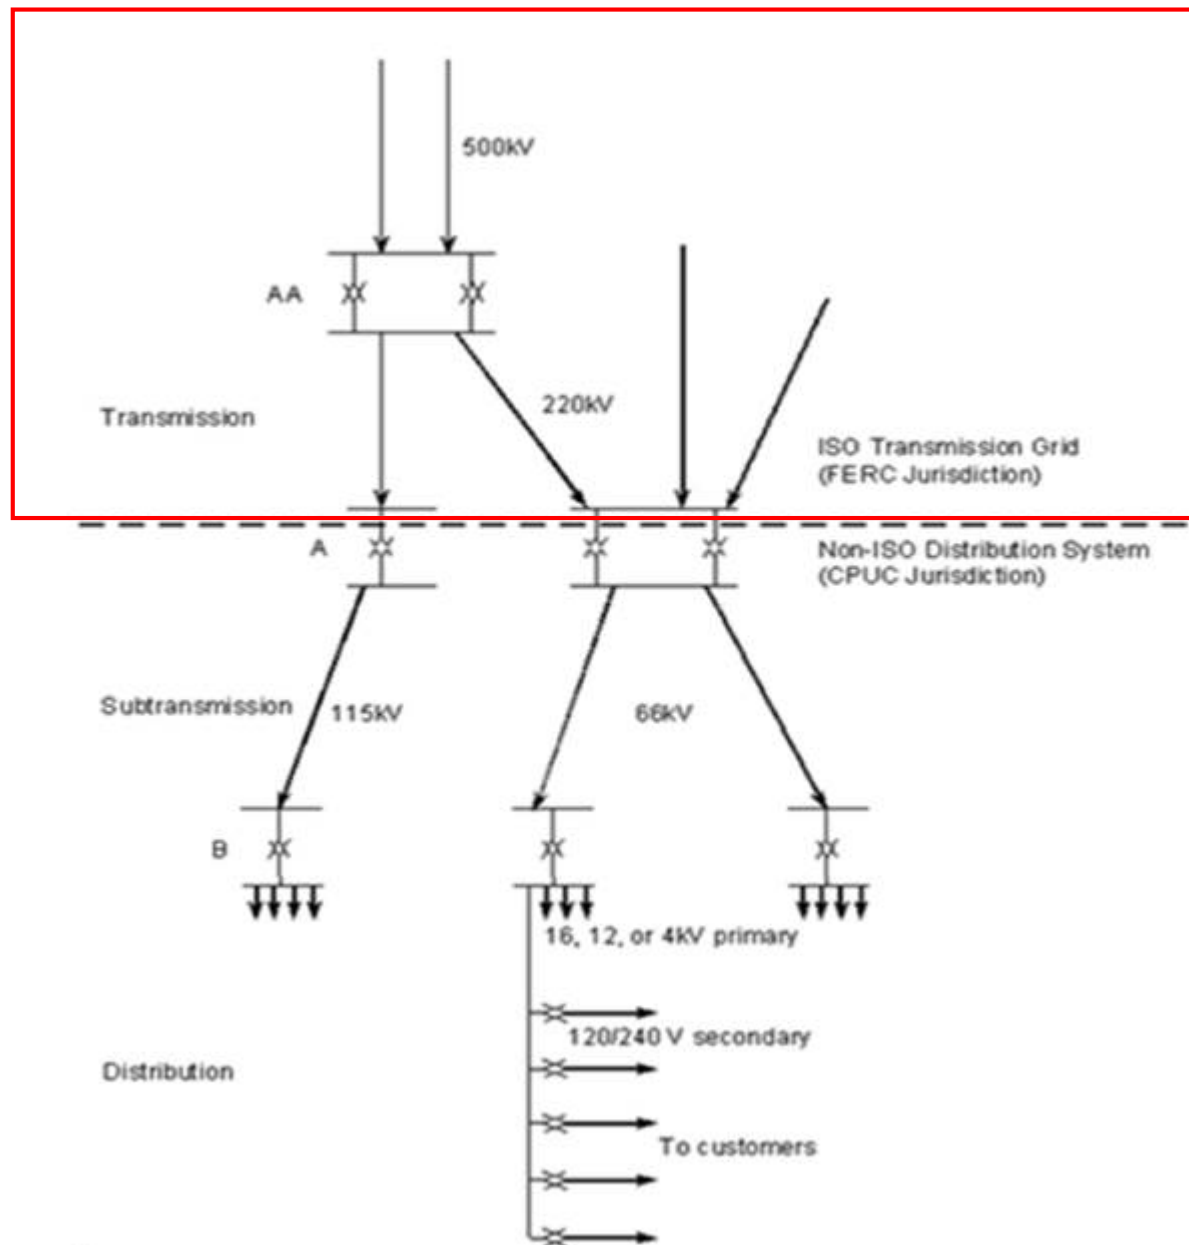 500kV
AA
220kV
Transmission
ISO Transmission Grid
(FERC Jurisdiction)
A
Non-ISO Distribution System
(CPUC Jurisdiction)
Subtransmission
115kV
66kV
B
16, 12, or 4kV primary
120/240 V secondary
Distribution
To customers